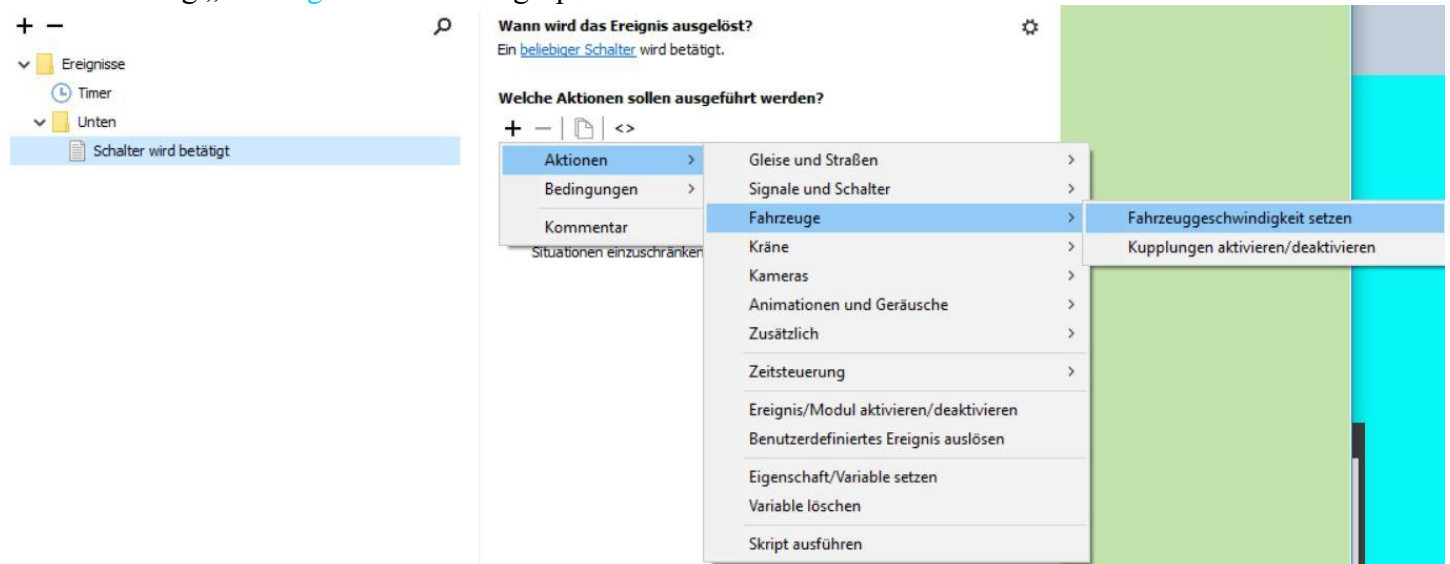 Wann wird das Ereignis ausgelöst?
Ein beliebiger Schalter wird betätigt.
Ereignisse
Timer
Unten
Schalter wird betätigt
Welche Aktionen sollen ausgeführt werden?
<>
Aktionen
Bedingungen
Kommentar
Situationen einzuschränken
Gleise und Straßen
Signale und Schalter
Fahrzeuge
Kräne
Kameras
Animationen und Geräusche
Zusätzlich
Zeitsteuerung
Ereignis/Modul aktivieren/deaktivieren
Benutzerdefiniertes Ereignis auslösen
Eigenschaft/Variable setzen
Variable löschen
Skript ausführen
Fahrzeuggeschwindigkeit setzen
Kupplungen aktivieren/deaktivieren